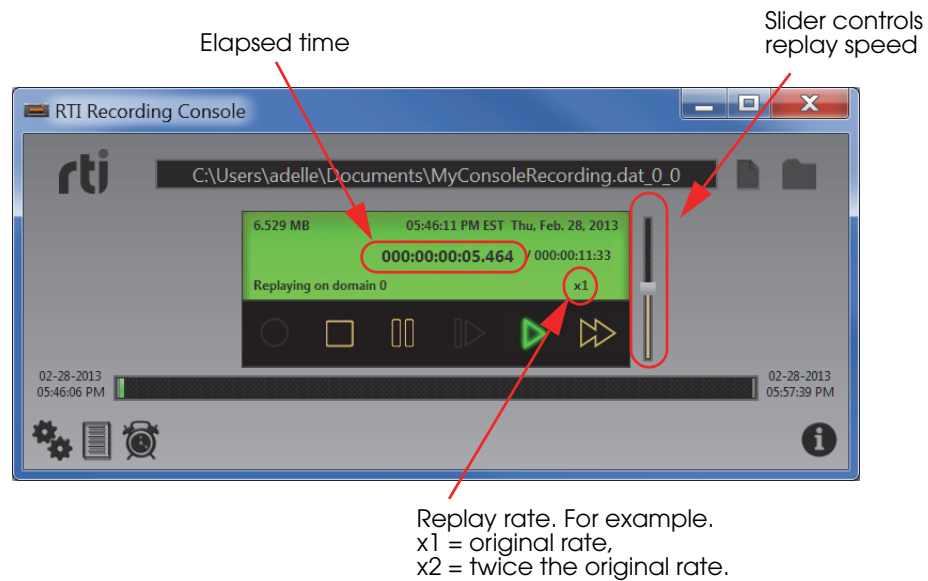 Elapsed time
Slider controls
replay speed
RTI Recording Console
rti
C:\Users\adelle\Documents\MyConsoleRecording.dat_0_0
6.529 MB
05:46:11 PM EST Thu, Feb. 28, 2013
000:00:00:05.464 / 000:00:11:33
Replaying on domain 0
x1
02-28-2013
05:46:06 PM
02-28-2013
05:57:39 PM
Replay rate. For example.
x1 = original rate,
x2 = twice the original rate.